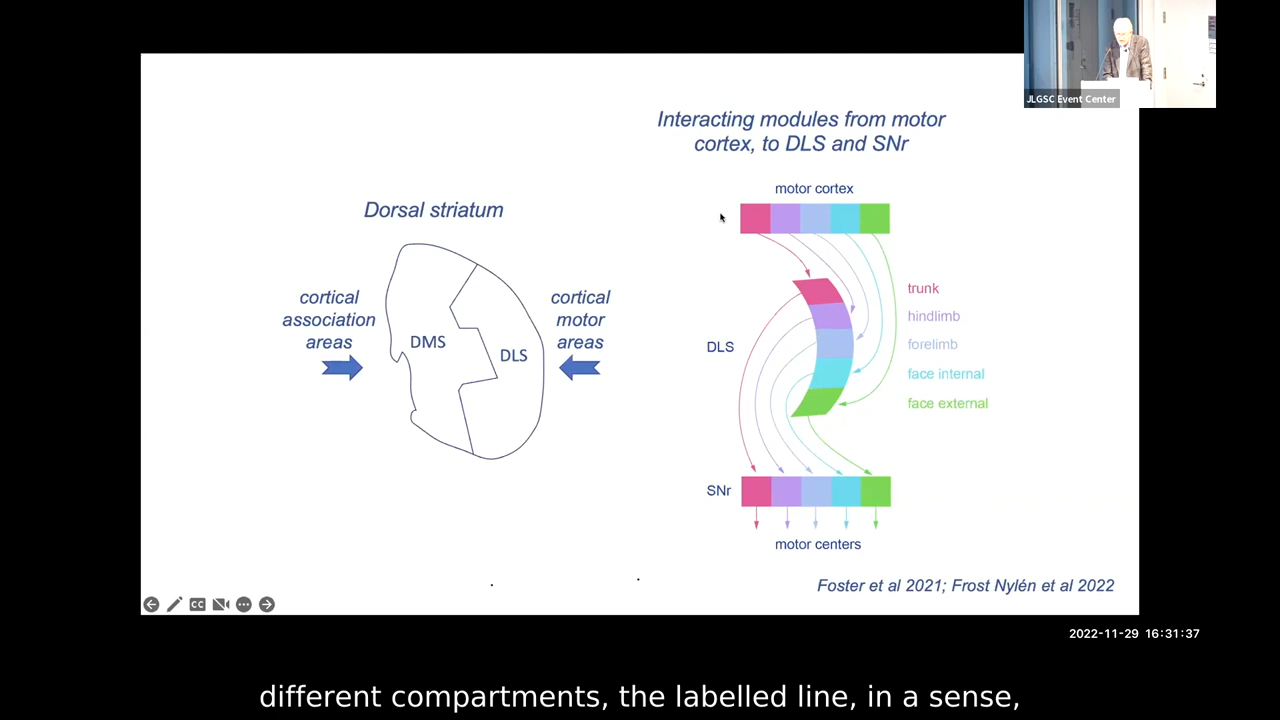 JLGSC Event Center
Interacting modules from motor
cortex, to DLS and SNr
motor cortex
Dorsal striatum
cortical
association
areas
DMS
DLS
cortical
motor
areas
DLS
trunk
hindlimb
forelimb
face internal
face external
SNr
motor centers
Foster et al 2021; Frost Nylén et al 2022
CC
2022-11-29 16:31:37
different compartments, the labelled line, in a sense,